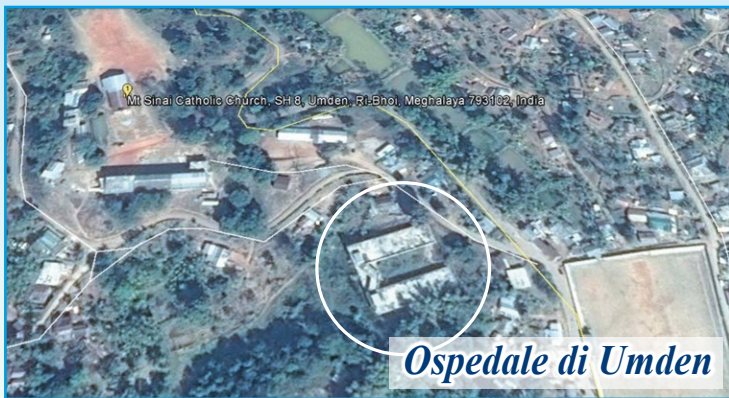 Mt Sinai Catholic Church, SH 8, Umden, Ri-Bhoi, Meghalaya 793102, India
Ospedale di Umden